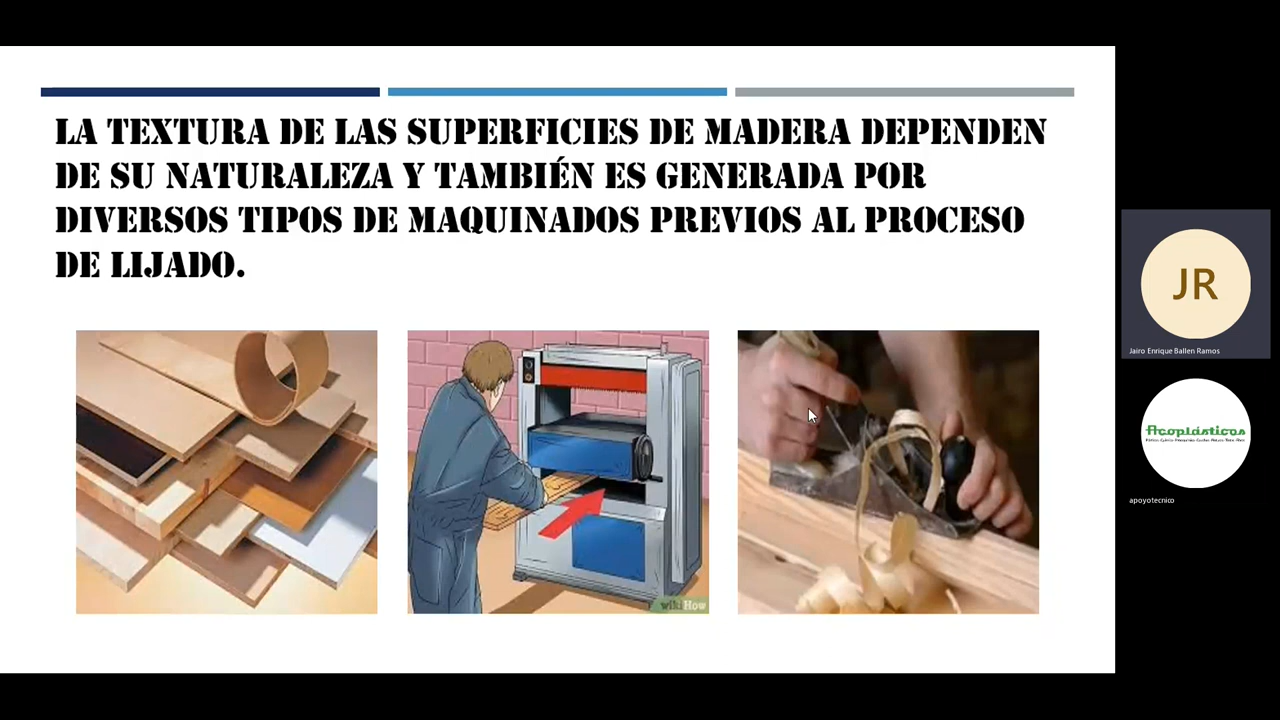 LA TEXTURA DE LAS SUPERFICIES DE MADERA DEPENDEN
DE SU NATURALEZA Y TAMBIÉN ES GENERADA POR
DIVERSOS TIPOS DE MAQUINADOS PREVIOS AL PROCESO
DE LIJADO.
wikiHow
JR
Jairo Enrique Ballen Ramos
Acoplásticos
apoyotecnico